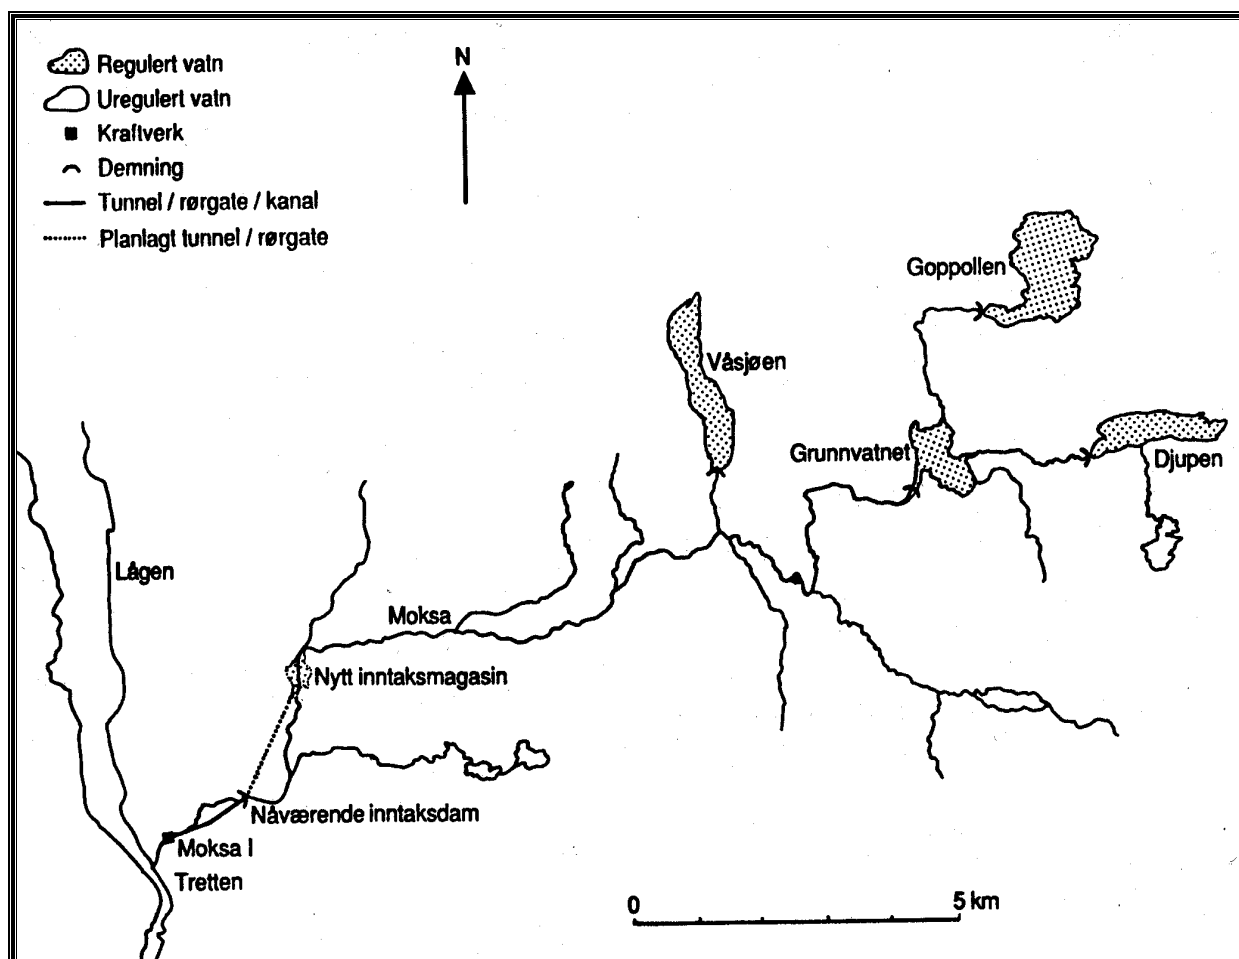 Regulert vatn
Uregulert vatn
Kraftverk
Demning
Tunnel / rørgate / kanal
Planlagt tunnel / rørgate
N
Goppollen
Våsjøen
Grunnvatnet
Djupen
Lågen
Moksa
Nytt inntaksmagasin
Nåværende inntaksdam
Moksa I
Tretten
0
5 km